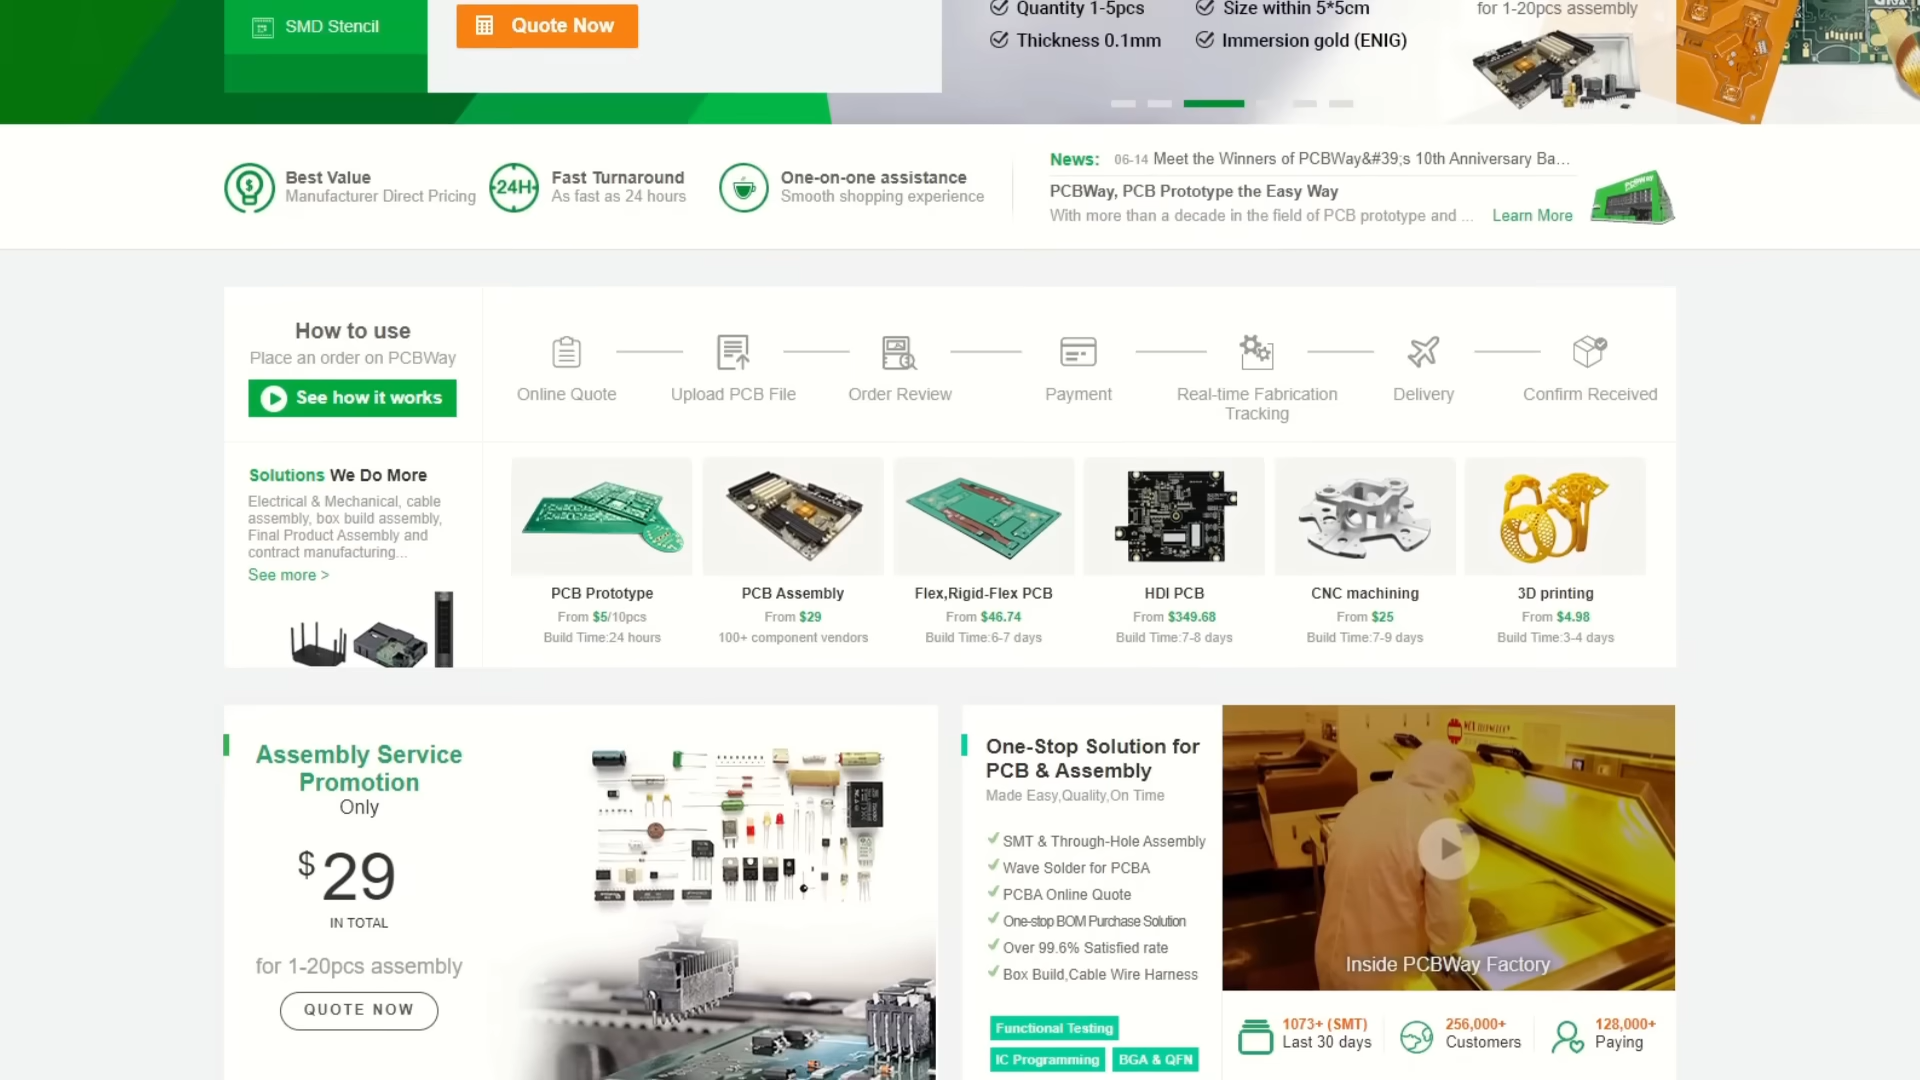 SMD Stencil
Quote Now
Quantity 1-5pcs
Size within 5*5cm
Thickness 0.1mm
Immersion gold (ENIG)
for 1-20pcs assembly
Best Value
Manufacturer Direct Pricing
24H
Fast Turnaround
As fast as 24 hours
One-on-one assistance
Smooth shopping experience
News: 06-14 Meet the Winners of PCBWay&#39;s 10th Anniversary Ba...
PCBWay, PCB Prototype the Easy Way
With more than a decade in the field of PCB prototype and ... Learn More
PCBWay
How to use
Place an order on PCBWay
See how it works
Online Quote
Upload PCB File
Order Review
Payment
Real-time Fabrication
Tracking
Delivery
Confirm Received
Solutions We Do More
Electrical & Mechanical, cable
assembly, box build assembly,
Final Product Assembly and
contract manufacturing...
See more >
PCB Prototype
From $5/10pcs
Build Time:24 hours
PCB Assembly
From $29
100+ component vendors
Flex,Rigid-Flex PCB
From $46.74
Build Time:6-7 days
HDI PCB
From $349.68
Build Time:7-8 days
CNC machining
From $25
Build Time:7-9 days
3D printing
From $4.98
Build Time:3-4 days
Assembly Service
Promotion
Only
$29
IN TOTAL
for 1-20pcs assembly
QUOTE NOW
One-Stop Solution for
PCB & Assembly
Made Easy,Quality,On Time
SMT & Through-Hole Assembly
Wave Solder for PCBA
PCBA Online Quote
One-stop BOM Purchase Solution
Over 99.6% Satisfied rate
Box Build,Cable Wire Harness
Functional Testing
IC Programming
BGA & QFN
Inside PCBWay Factory
1073+ (SMT)
Last 30 days
256,000+
Customers
128,000+
Paying